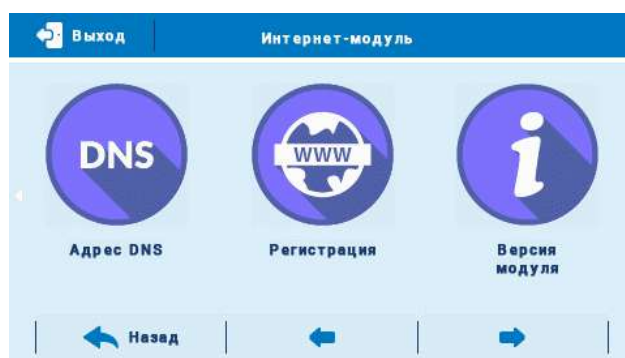 Выход
Интернет-модуль
DNS
WWW
i
Адрес DNS
Регистрация
Версия
модуля
Назад